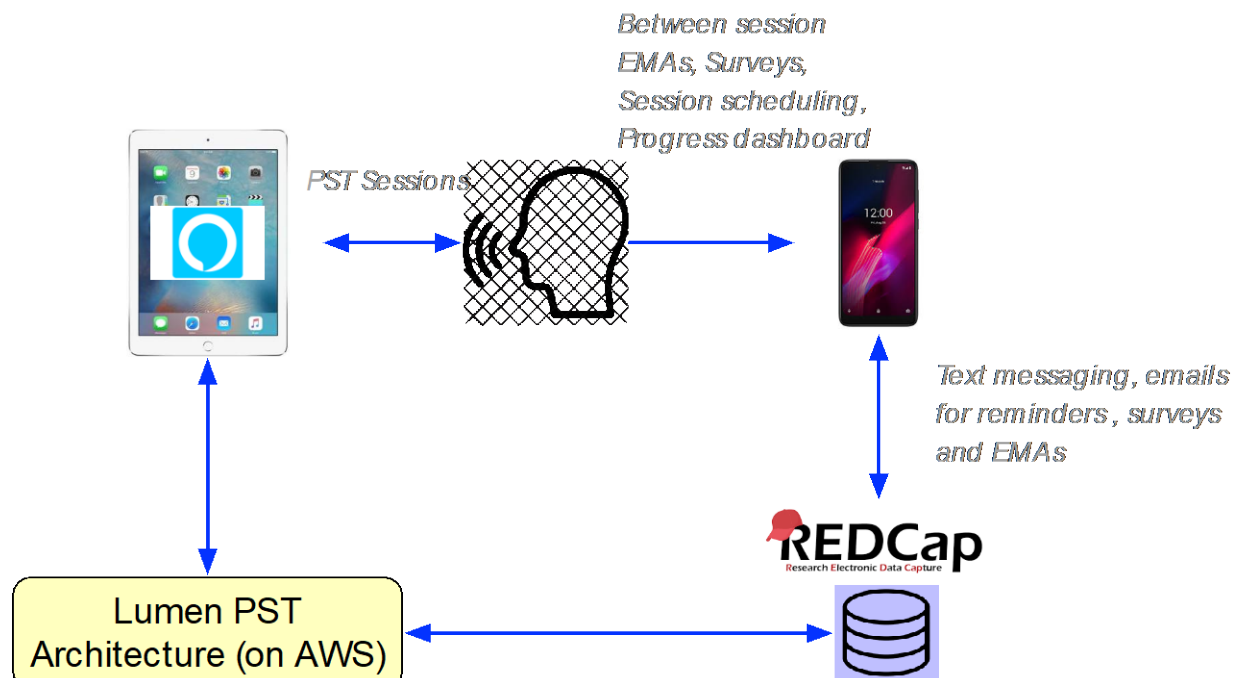 Between session
EMAs, Surveys,
Session scheduling,
Progress dashboard
PST Sessions
12:00
Text messaging, emails
for reminders, surveys
and EMAs
REDCap
Research Electronic Data Capture
Lumen PST
Architecture (on AWS)